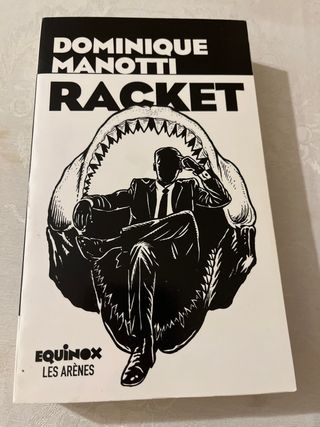 DOMINIQUE
MANOTTI
RACKET
EQUINOX
LES ARÈNES